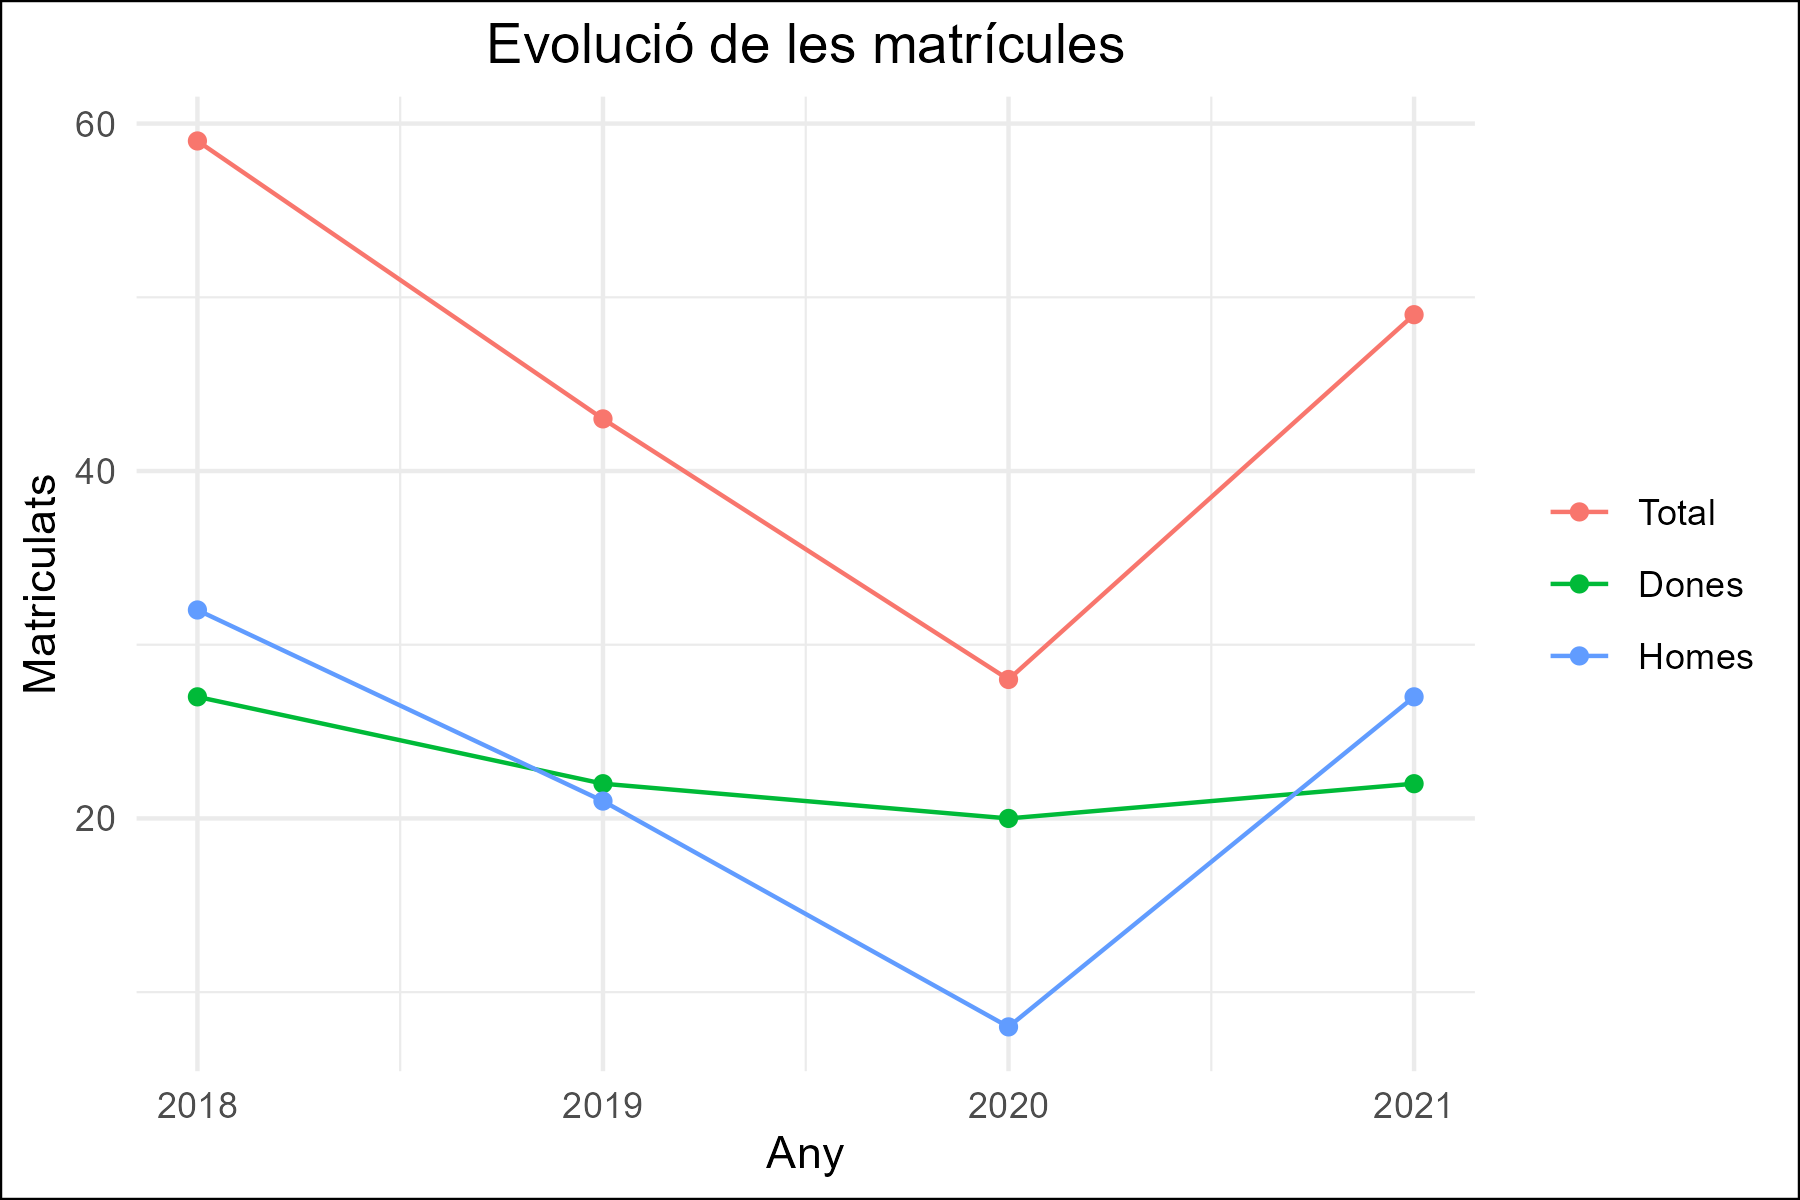 Evolució de les matrícules
60
40
20
Matriculats
2018 2019 2020 2021
Any
Total
Dones
Homes